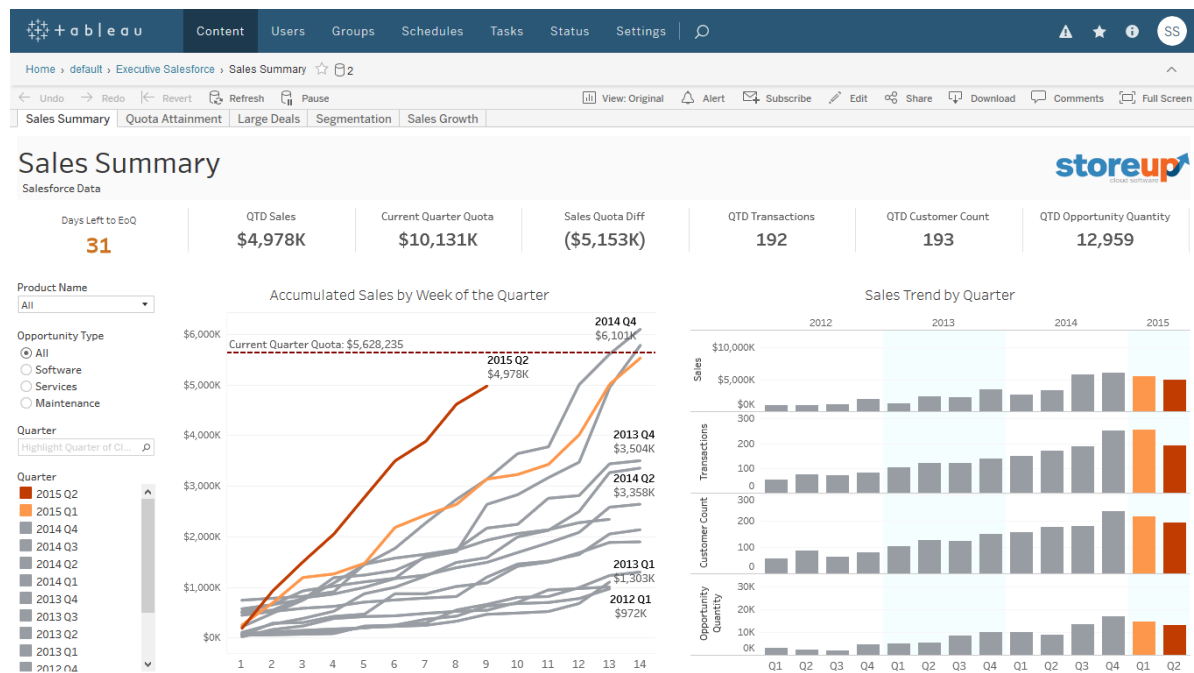 tableau Content Users Groups Schedules Tasks Status Settings SS
Home › default › Executive Salesforce › Sales Summary 2
Undo Redo Revert Refresh Pause View: Original Alert Subscribe Edit Share Download Comments Full Screen
Sales Summary Quota Attainment Large Deals Segmentation Sales Growth
Sales Summary
Salesforce Data
storeup
cloud software
Days Left to EoQ
31
QTD Sales
$4,978K
Current Quarter Quota
$10,131K
Sales Quota Diff
($5,153K)
QTD Transactions
192
QTD Customer Count
193
QTD Opportunity Quantity
12,959
Product Name
All
Opportunity Type
All
Software
Services
Maintenance
Quarter
Highlight Quarter of Cl...
Quarter
2015 Q2
2015 Q1
2014 Q4
2014 Q3
2014 Q2
2014 Q1
2013 Q4
2013 Q3
2013 Q2
2013 Q1
2012 Q4
Accumulated Sales by Week of the Quarter
$6,000K
$5,000K
$4,000K
$3,000K
$2,000K
$1,000K
$0K
Current Quarter Quota: $5,628,235
2014 Q4
$6,101K
2015 Q2
$4,978K
2013 Q4
$3,504K
2014 Q2
$3,358K
2013 Q1
$1,303K
2012 Q1
$972K
1 2 3 4 5 6 7 8 9 10 11 12 13 14
Sales Trend by Quarter
2012 2013 2014 2015
Sales
$10,000K
$5,000K
$0K
Transactions
300
200
100
0
Customer Count
300
200
100
0
Opportunity
Quantity
30K
20K
10K
0K
Q1 Q2 Q3 Q4 Q1 Q2 Q3 Q4 Q1 Q2 Q3 Q4 Q1 Q2